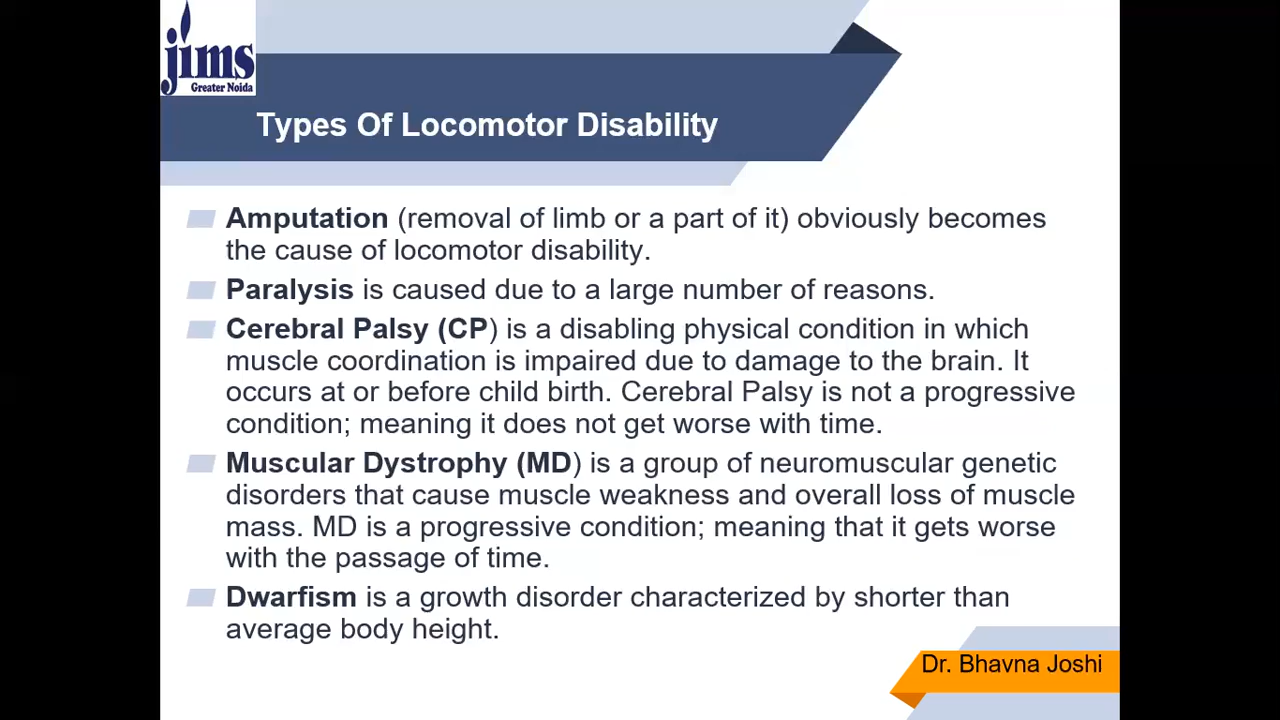 jims
Greater Noida
Types Of Locomotor Disability
Amputation (removal of limb or a part of it) obviously becomes
the cause of locomotor disability.
Paralysis is caused due to a large number of reasons.
Cerebral Palsy (CP) is a disabling physical condition in which
muscle coordination is impaired due to damage to the brain. It
occurs at or before child birth. Cerebral Palsy is not a progressive
condition; meaning it does not get worse with time.
Muscular Dystrophy (MD) is a group of neuromuscular genetic
disorders that cause muscle weakness and overall loss of muscle
mass. MD is a progressive condition; meaning that it gets worse
with the passage of time.
Dwarfism is a growth disorder characterized by shorter than
average body height.
Dr. Bhavna Joshi